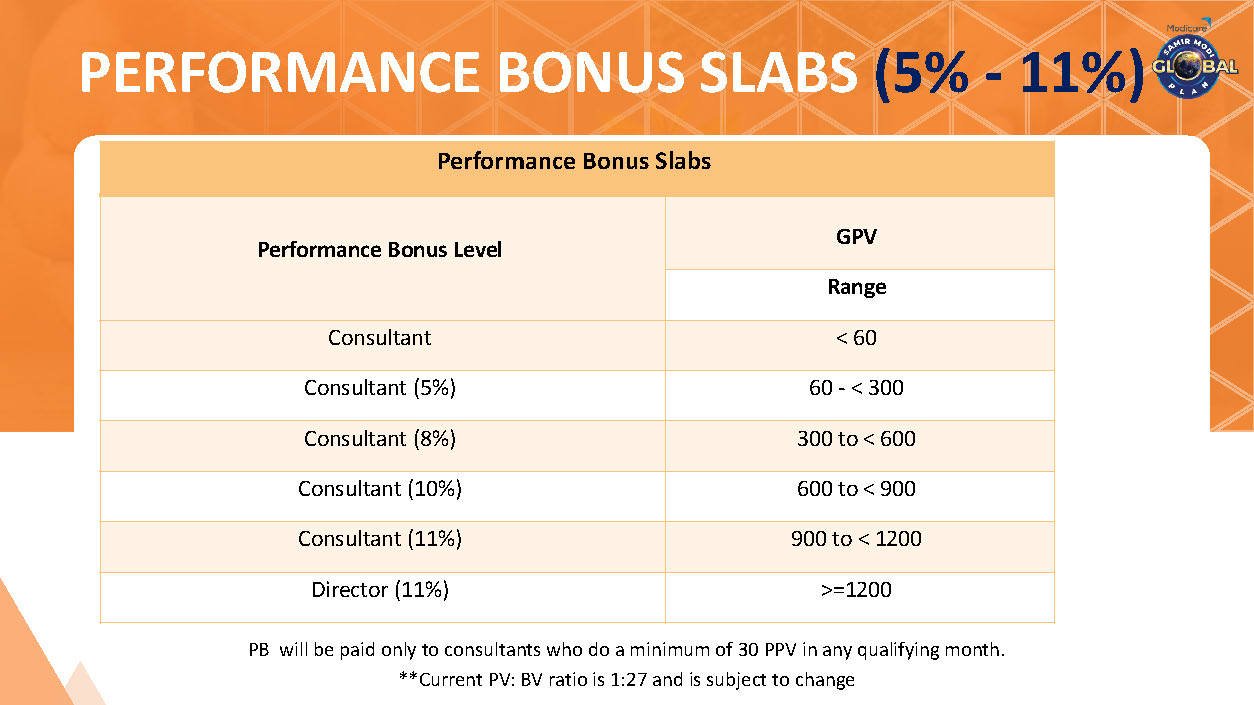 Modicare
SAMIR MODI
GLOBAL
PLAN
PERFORMANCE BONUS SLABS (5% - 11%)
Performance Bonus Slabs
Performance Bonus Level
GPV
Range
Consultant
< 60
Consultant (5%)
60 - < 300
Consultant (8%)
300 to < 600
Consultant (10%)
600 to < 900
Consultant (11%)
900 to < 1200
Director (11%)
>=1200
PB will be paid only to consultants who do a minimum of 30 PPV in any qualifying month.
**Current PV: BV ratio is 1:27 and is subject to change